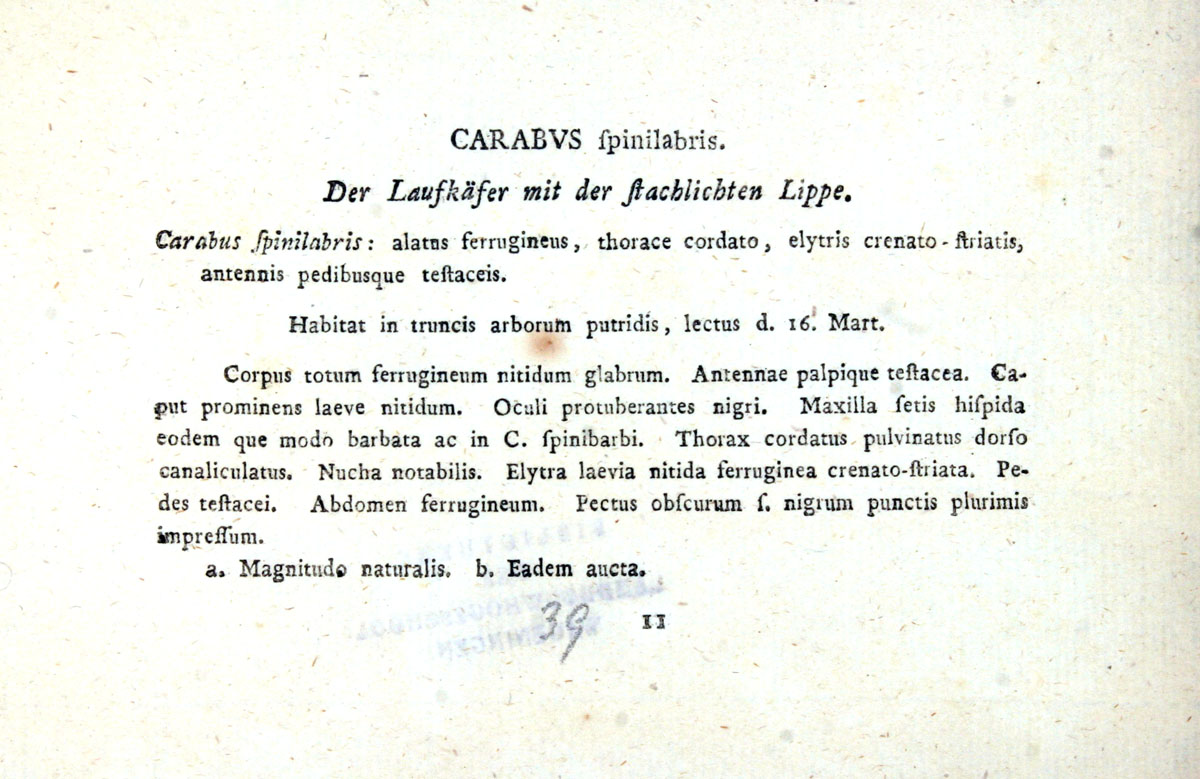 CARABVS ſpinilabris.
Der Laufkäfer mit der ſtachlichten Lippe.
Carabus ſpinilabris: alatus ferrugineus, thorace cordato, elytris crenato-ſtriatis,
antennis pedibusque teſtaceis.
Habitat in truncis arborum putridis, lectus d. 16. Mart.
Corpus totum ferrugineum nitidum glabrum. Antennae palpique teſtacea. Ca-
put prominens laeve nitidum. Oculi protuberantes nigri. Maxilla ſetis hiſpida
eodem que modo barbata ac in C. ſpinibarbi. Thorax cordatus pulvinatus dorſo
canaliculatus. Nucha notabilis. Elytra laevia nitida ferruginea crenato-ſtriata. Pe-
des teſtacei. Abdomen ferrugineum. Pectus obſcurum ſ. nigrum punctis plurimis
impreſſum.
a. Magnitudo naturalis. b. Eadem aucta.
39 11